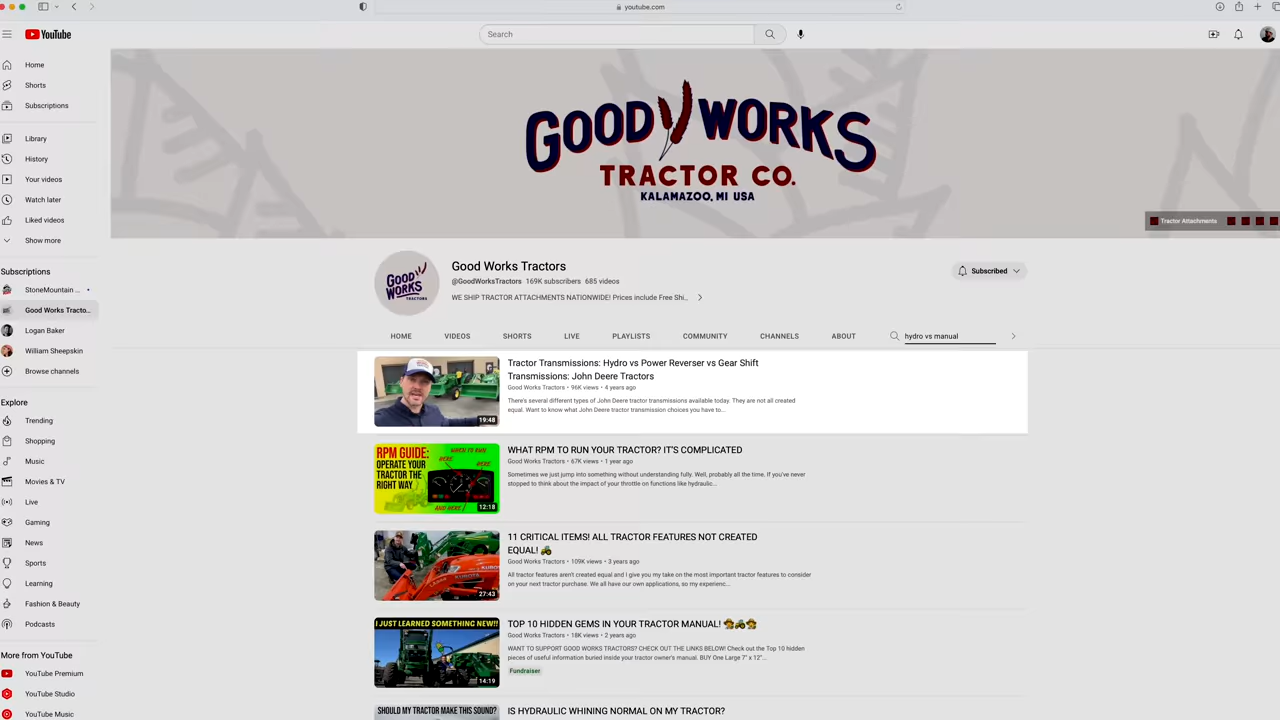 youtube.com
YouTube
Search
Home
Shorts
Subscriptions
Library
History
Your videos
Watch later
Liked videos
Show more
Subscriptions
StoneMountain ...
Good Works Tracto...
Logan Baker
William Sheepskin
Browse channels
Explore
Trending
Shopping
Music
Movies & TV
Live
Gaming
News
Sports
Learning
Fashion & Beauty
Podcasts
More from YouTube
YouTube Premium
YouTube Studio
YouTube Music
GOOD WORKS
TRACTOR CO.
KALAMAZOO, MI USA
Tractor Attachments
GOOD
WORKS
TRACTORS
Good Works Tractors
@GoodWorksTractors 169K subscribers 685 videos
WE SHIP TRACTOR ATTACHMENTS NATIONWIDE! Prices include Free Shi...
Subscribed
HOME VIDEOS SHORTS LIVE PLAYLISTS COMMUNITY CHANNELS ABOUT hydro vs manual
19:48
Tractor Transmissions: Hydro vs Power Reverser vs Gear Shift
Transmissions: John Deere Tractors
Good Works Tractors • 96K views • 4 years ago
There's several different types of John Deere tractor transmissions available today. They are not all created
equal. Want to know what John Deere tractor transmission choices you have to...
RPM GUIDE:
OPERATE YOUR
TRACTOR THE
RIGHT WAY
WHEN TO RUN
HERE
HERE
AND HERE
12:18
WHAT RPM TO RUN YOUR TRACTOR? IT'S COMPLICATED
Good Works Tractors • 67K views • 1 year ago
Sometimes we just jump into something without understanding fully. Well, probably all the time. If you've never
stopped to think about the impact of your throttle on functions like hydraulic...
KUBOTA
27:43
11 CRITICAL ITEMS! ALL TRACTOR FEATURES NOT CREATED
EQUAL! 🚜
Good Works Tractors • 109K views • 3 years ago
All tractor features aren't created equal and I give you my take on the most important tractor features to consider
on your next tractor purchase. We all have our own applications, so my experienc...
I JUST LEARNED SOMETHING NEW!!
14:19
TOP 10 HIDDEN GEMS IN YOUR TRACTOR MANUAL! 👨‍🌾🚜👨‍🌾
Good Works Tractors • 18K views • 2 years ago
WANT TO SUPPORT GOOD WORKS TRACTORS? CHECK OUT THE LINKS BELOW! Check out the Top 10 hidden
pieces of useful information buried inside your tractor owner's manual. BUY One Large 7" x 12"...
Fundraiser
SHOULD MY TRACTOR MAKE THIS SOUND?
IS HYDRAULIC WHINING NORMAL ON MY TRACTOR?